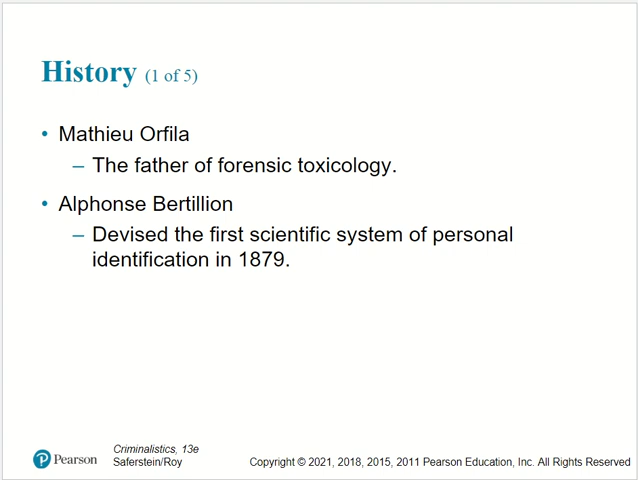 History (1 of 5)
• Mathieu Orfila
– The father of forensic toxicology.
• Alphonse Bertillion
– Devised the first scientific system of personal
identification in 1879.
Pearson
Criminalistics, 13e
Saferstein/Roy
Copyright © 2021, 2018, 2015, 2011 Pearson Education, Inc. All Rights Reserved